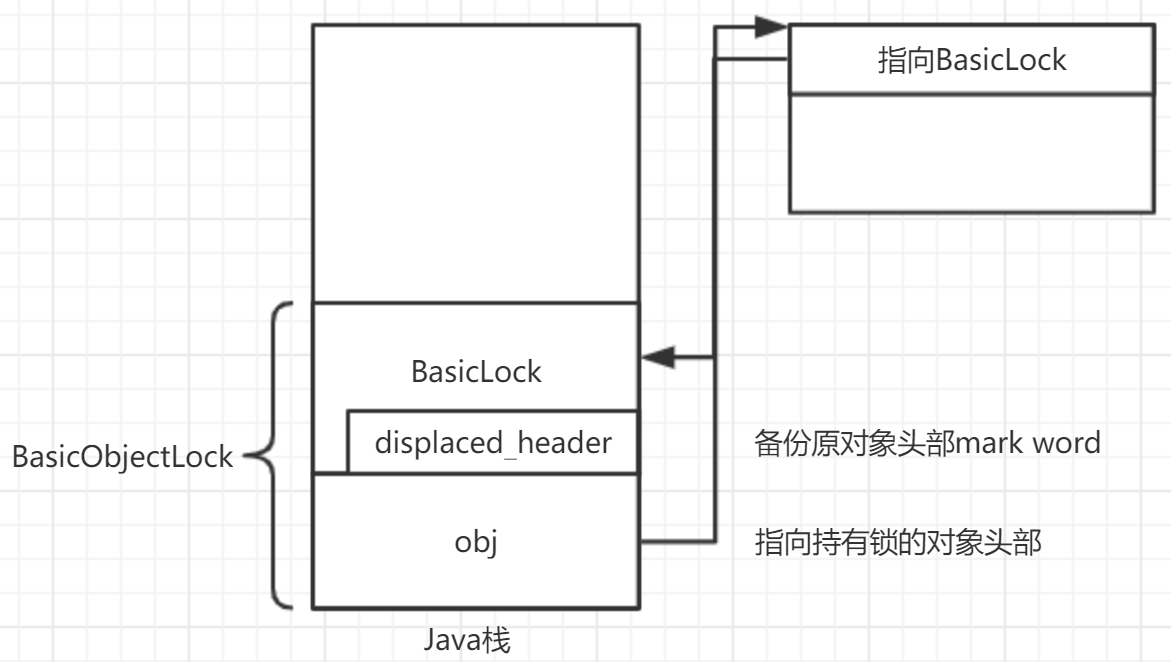 指向BasicLock
BasicLock
displaced_header
备份原对象头部mark word
BasicObjectLock
obj
指向持有锁的对象头部
Java栈